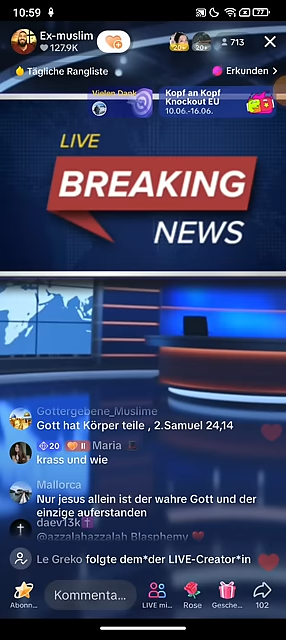 10:59
77
Ex-muslim
127.9K
20+
20+
713
Tägliche Rangliste
Erkunden >
Vielen Dank
Kopf an Kopf
Knockout EU
10.06.-16.06.
LIVE
BREAKING
NEWS
Gottergebene_Muslime
Gott hat Körper teile , 2.Samuel 24,14
20 II Maria
krass und wie
Mallorca
Nur jesus allein ist der wahre Gott und der
einzige auferstanden
daev13k
@azzalahazzalah Blasphemy
Le Greko folgte dem*der LIVE-Creator*in
Abonn...
Kommenta...
LIVE mi...
Rose
Gesche...
102